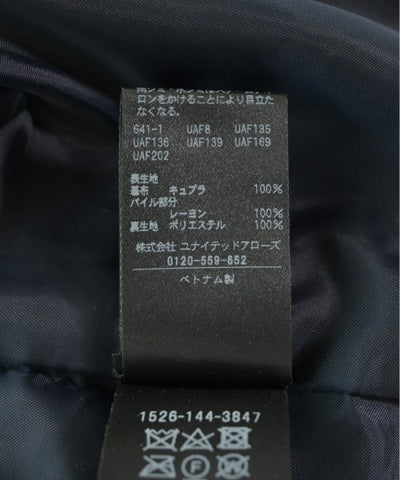 ロンをかけることにより目立た
なくなる。
641-1 UAF8 UAF135
UAF136 UAF139 UAF169
UAF202
表生地
基布 キュプラ 100%
パイル部分
レーヨン 100%
裏生地 ポリエステル 100%
株式会社 ユナイテッドアローズ
0120-559-652
ベトナム製
1526-144-3847
F
W